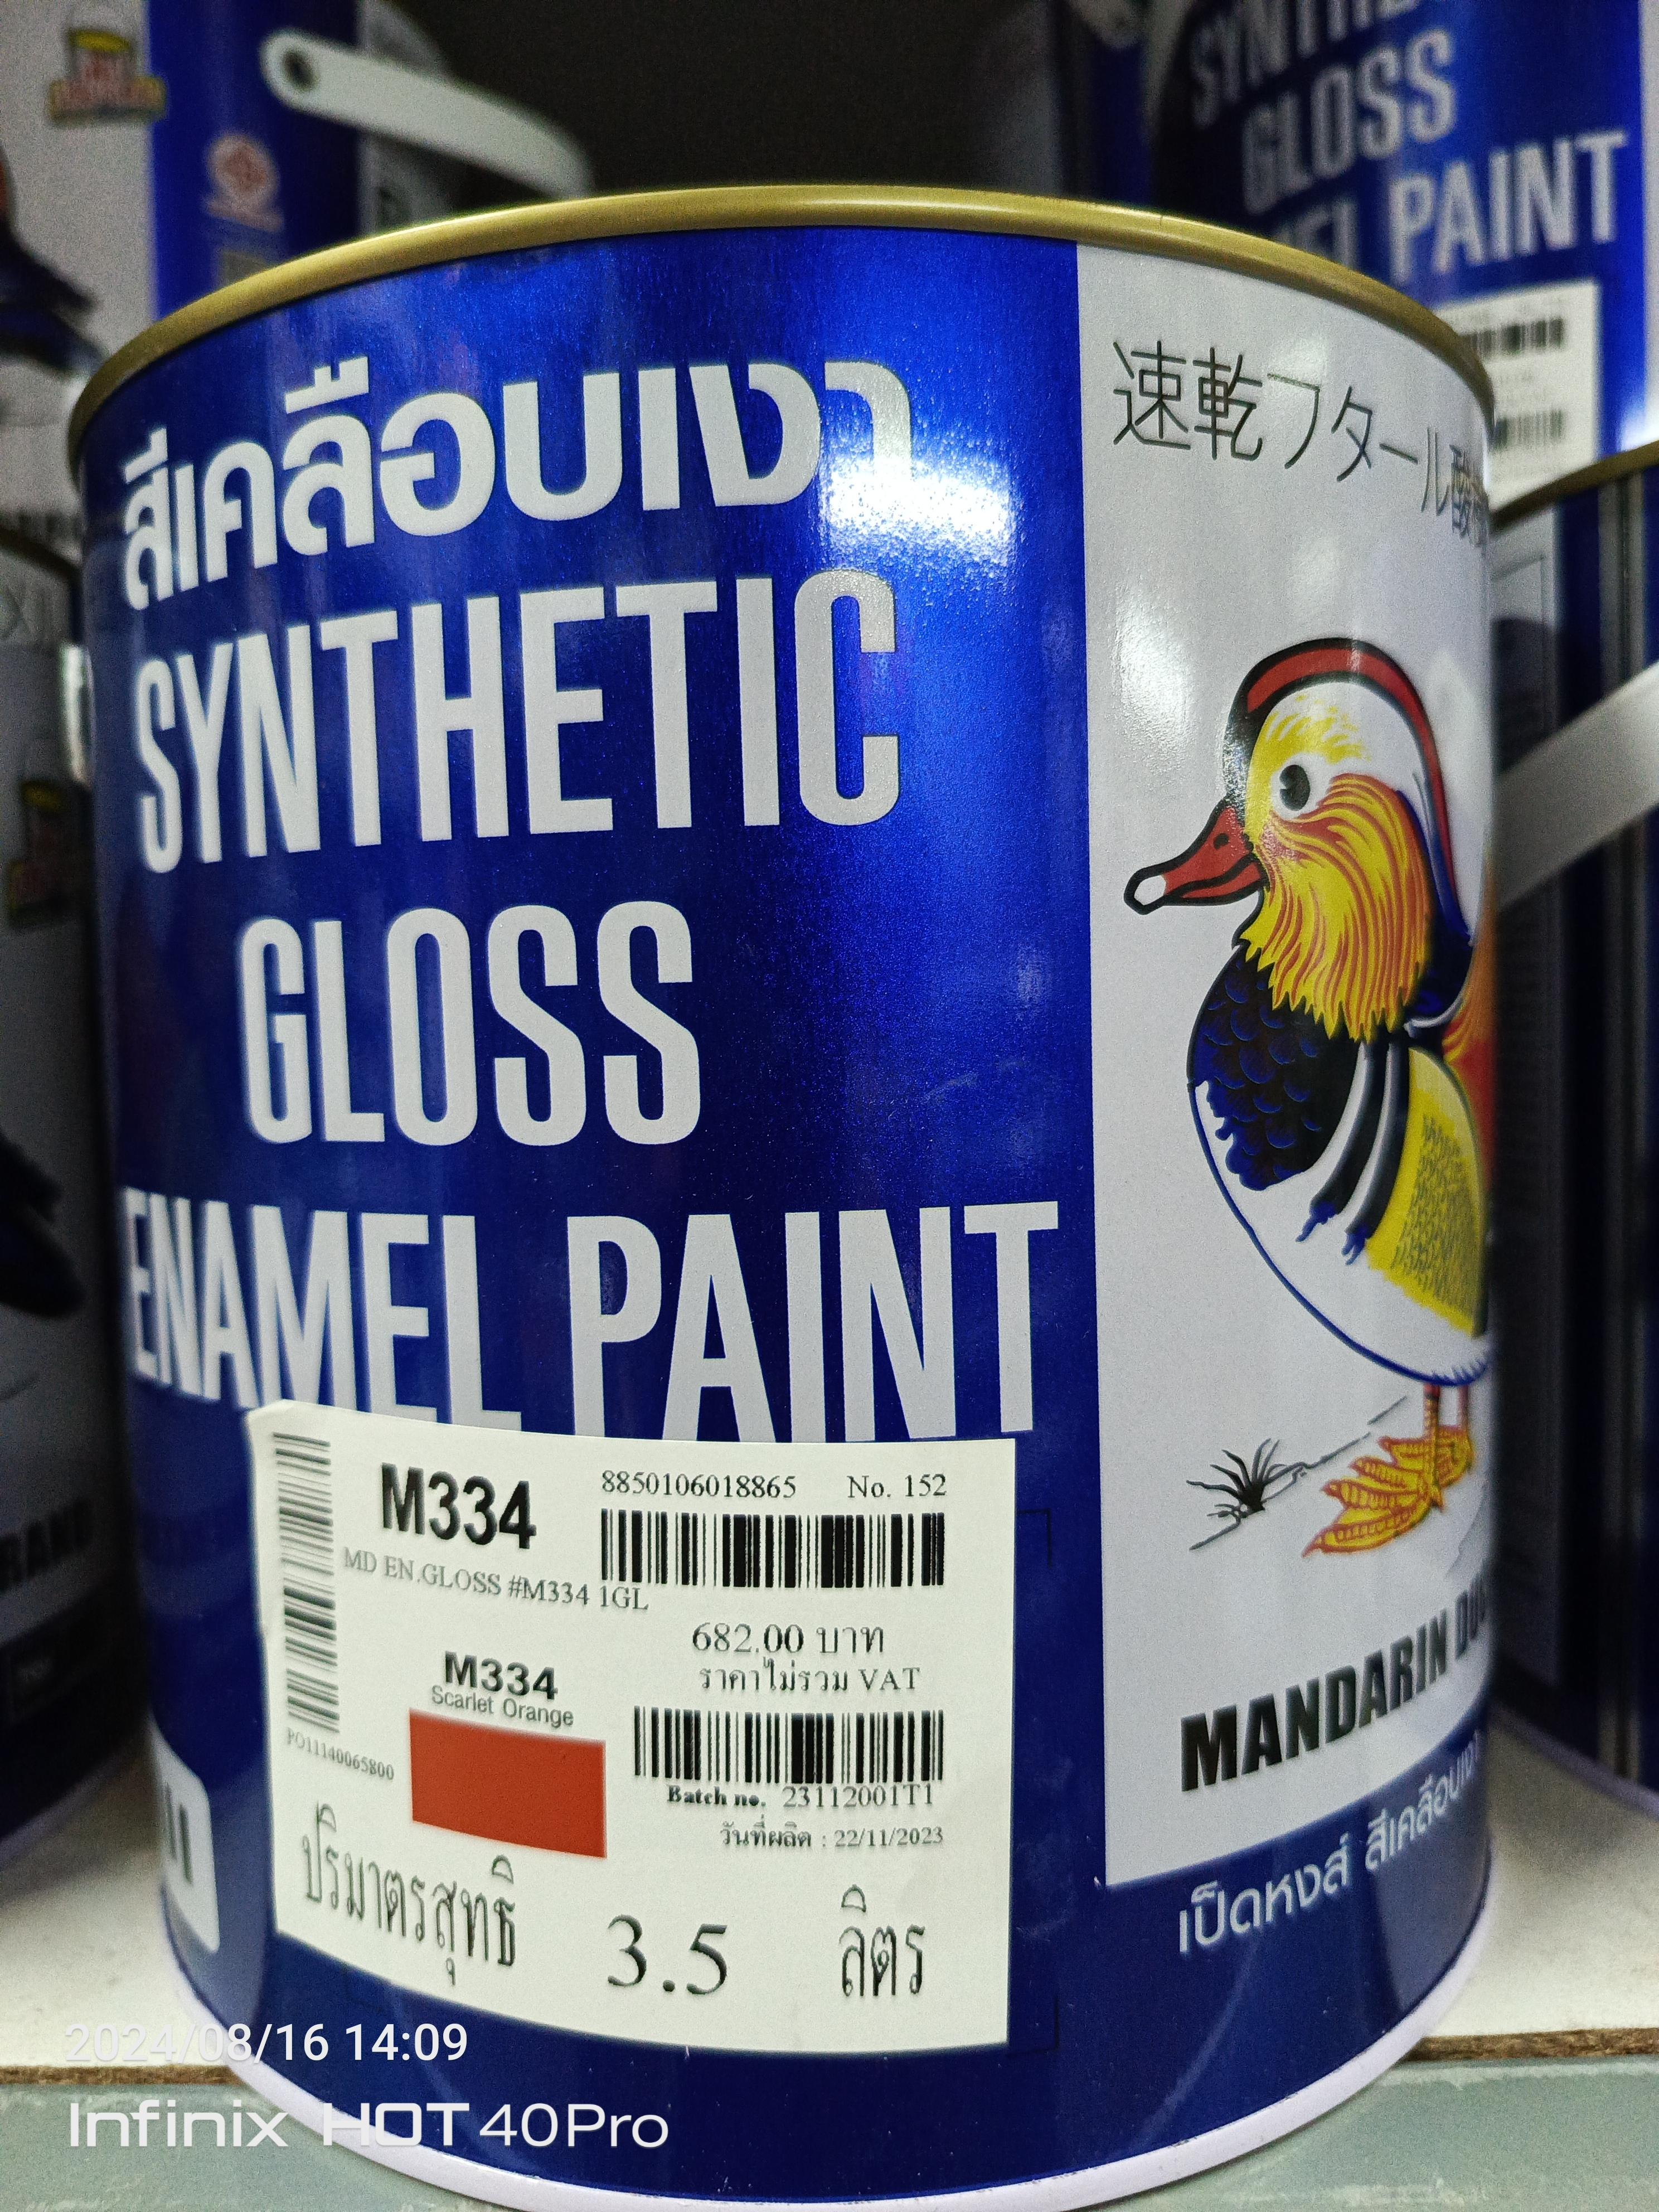 SYNTHE
GLOSS
PAINT
สีเคลือบเงา
SYNTHETIC
GLOSS
ENAMEL PAINT
速乾フタール酸
MANDARIN
เป็ดหงส์ สีเคลือบเงา
M334
8850106018865 No. 152
MD EN.GLOSS #M334 1GL
682.00 บาท
ราคาไม่รวม VAT
M334
Scarlet Orange
PO11140065800
Batch no. 23112001T1
วันที่ผลิต : 22/11/2023
ปริมาตรสุทธิ 3.5 ลิตร
2024/08/16 14:09
Infinix HOT 40Pro